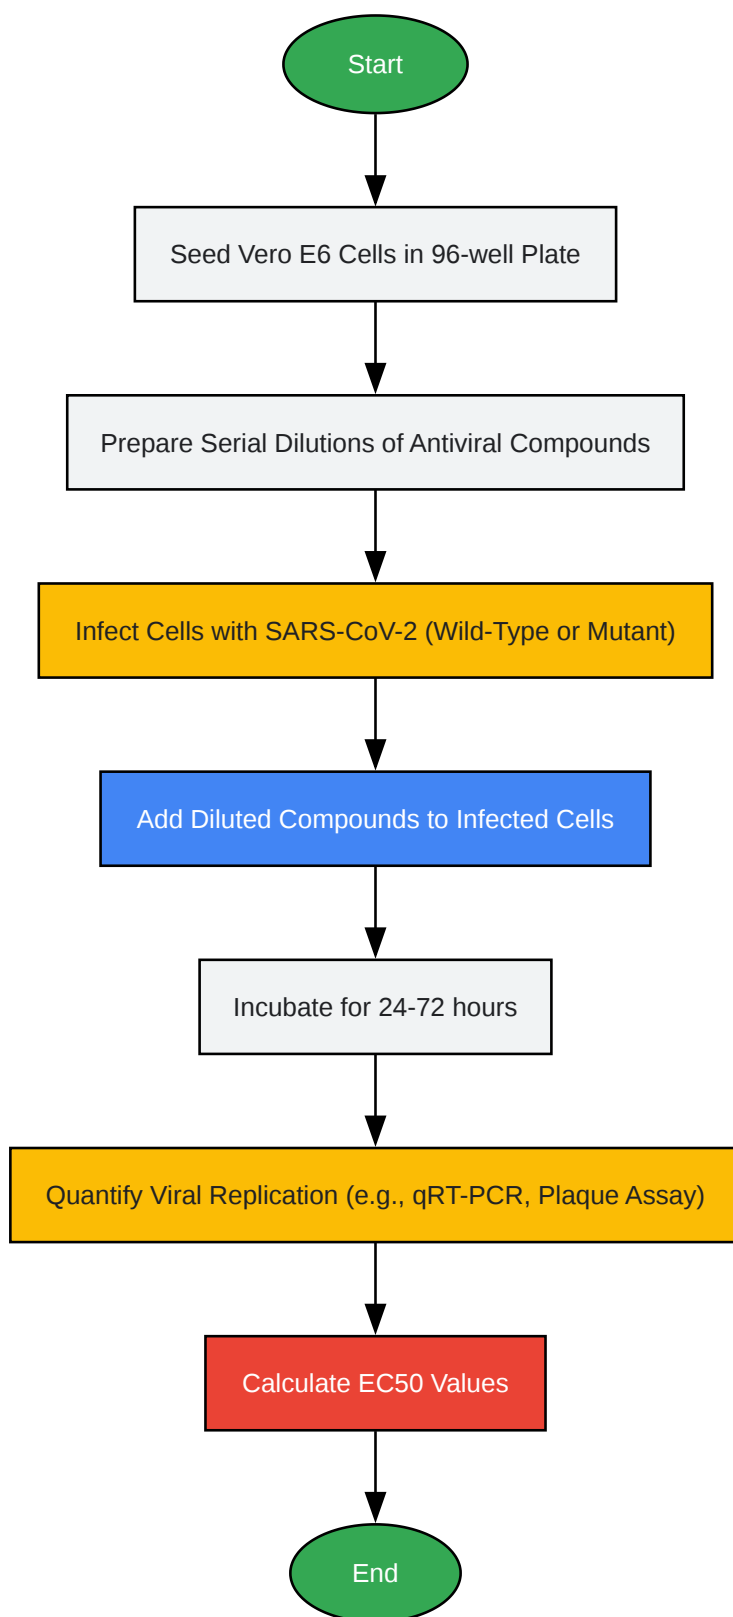 Start
Seed Vero E6 Cells in 96-well Plate
Prepare Serial Dilutions of Antiviral Compounds
Infect Cells with SARS-CoV-2 (Wild-Type or Mutant)
Add Diluted Compounds to Infected Cells
Incubate for 24-72 hours
Quantify Viral Replication (e.g., qRT-PCR, Plaque Assay)
Calculate EC50 Values
End